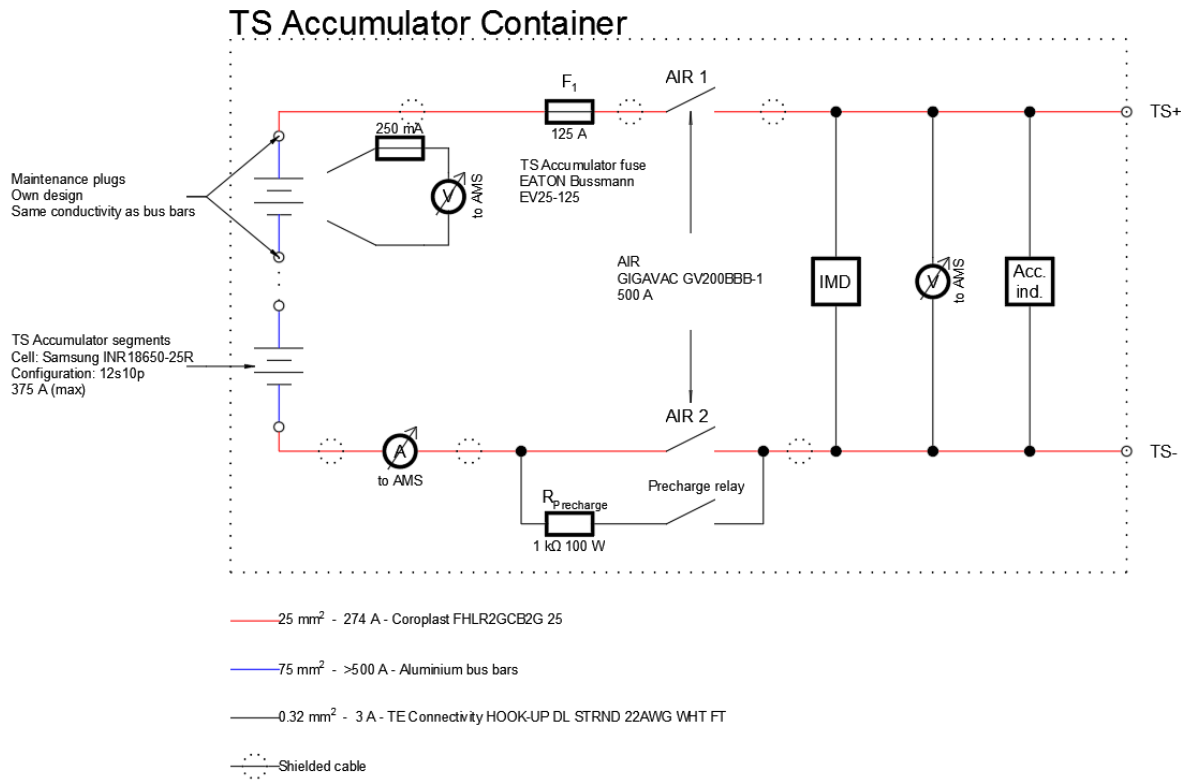 TS Accumulator Container
AIR 1
F1
125 A
TS+
250 mA
V
to AMS
TS Accumulator fuse
EATON Bussmann
EV25-125
Maintenance plugs
Own design
Same conductivity as bus bars
AIR
GIGAVAC GV200BBB-1
500 A
IMD
V
to AMS
Acc.
ind.
TS Accumulator segments
Cell: Samsung INR18650-25R
Configuration: 12s10p
375 A (max)
AIR 2
A
to AMS
TS-
Precharge relay
RPrecharge
1 kΩ 100 W
25 mm² - 274 A - Coroplast FHLR2GCB2G 25
75 mm² - >500 A - Aluminium bus bars
0.32 mm² - 3 A - TE Connectivity HOOK-UP DL STRND 22AWG WHT FT
Shielded cable